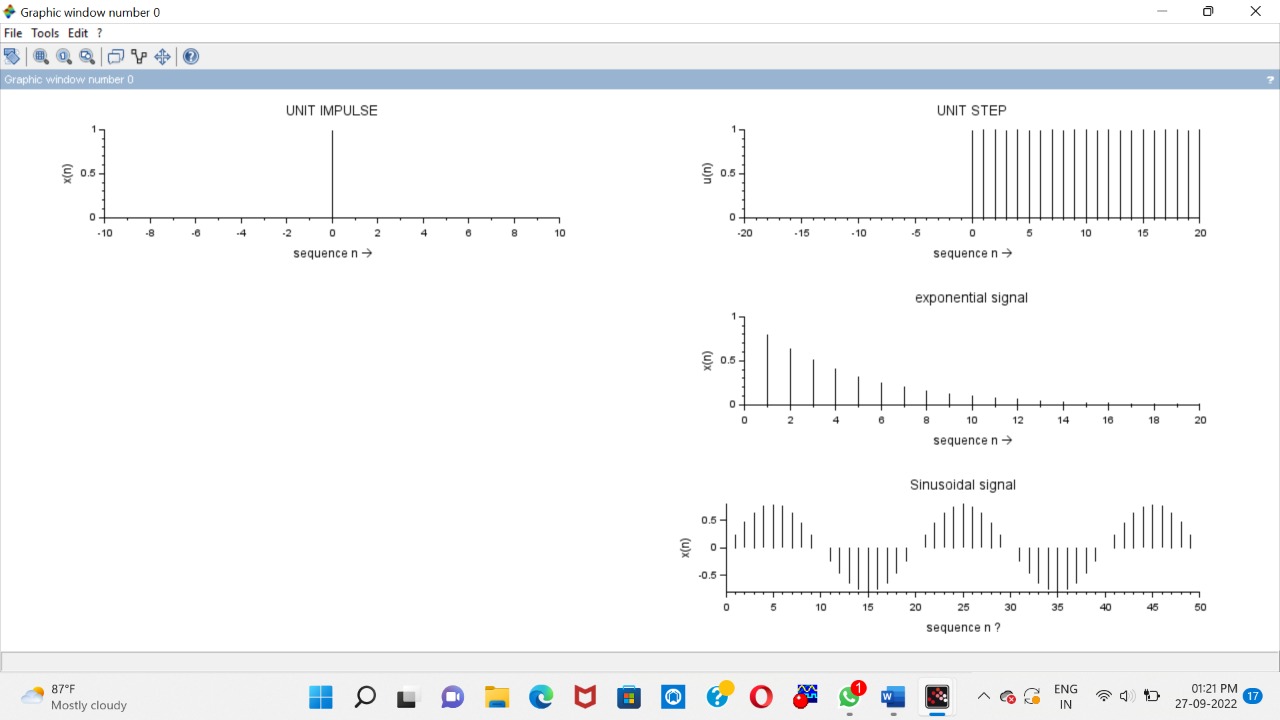 Graphic window number 0
File Tools Edit ?
Graphic window number 0 ?
UNIT IMPULSE
1
0.5
0
x(n)
-10 -8 -6 -4 -2 0 2 4 6 8 10
sequence n →
UNIT STEP
1
0.5
0
u(n)
-20 -15 -10 -5 0 5 10 15 20
sequence n →
exponential signal
1
0.5
0
x(n)
0 2 4 6 8 10 12 14 16 18 20
sequence n →
Sinusoidal signal
0.5
0
-0.5
x(n)
0 5 10 15 20 25 30 35 40 45 50
sequence n ?
87°F
Mostly cloudy
1
ENG
IN
01:21 PM
27-09-2022
17